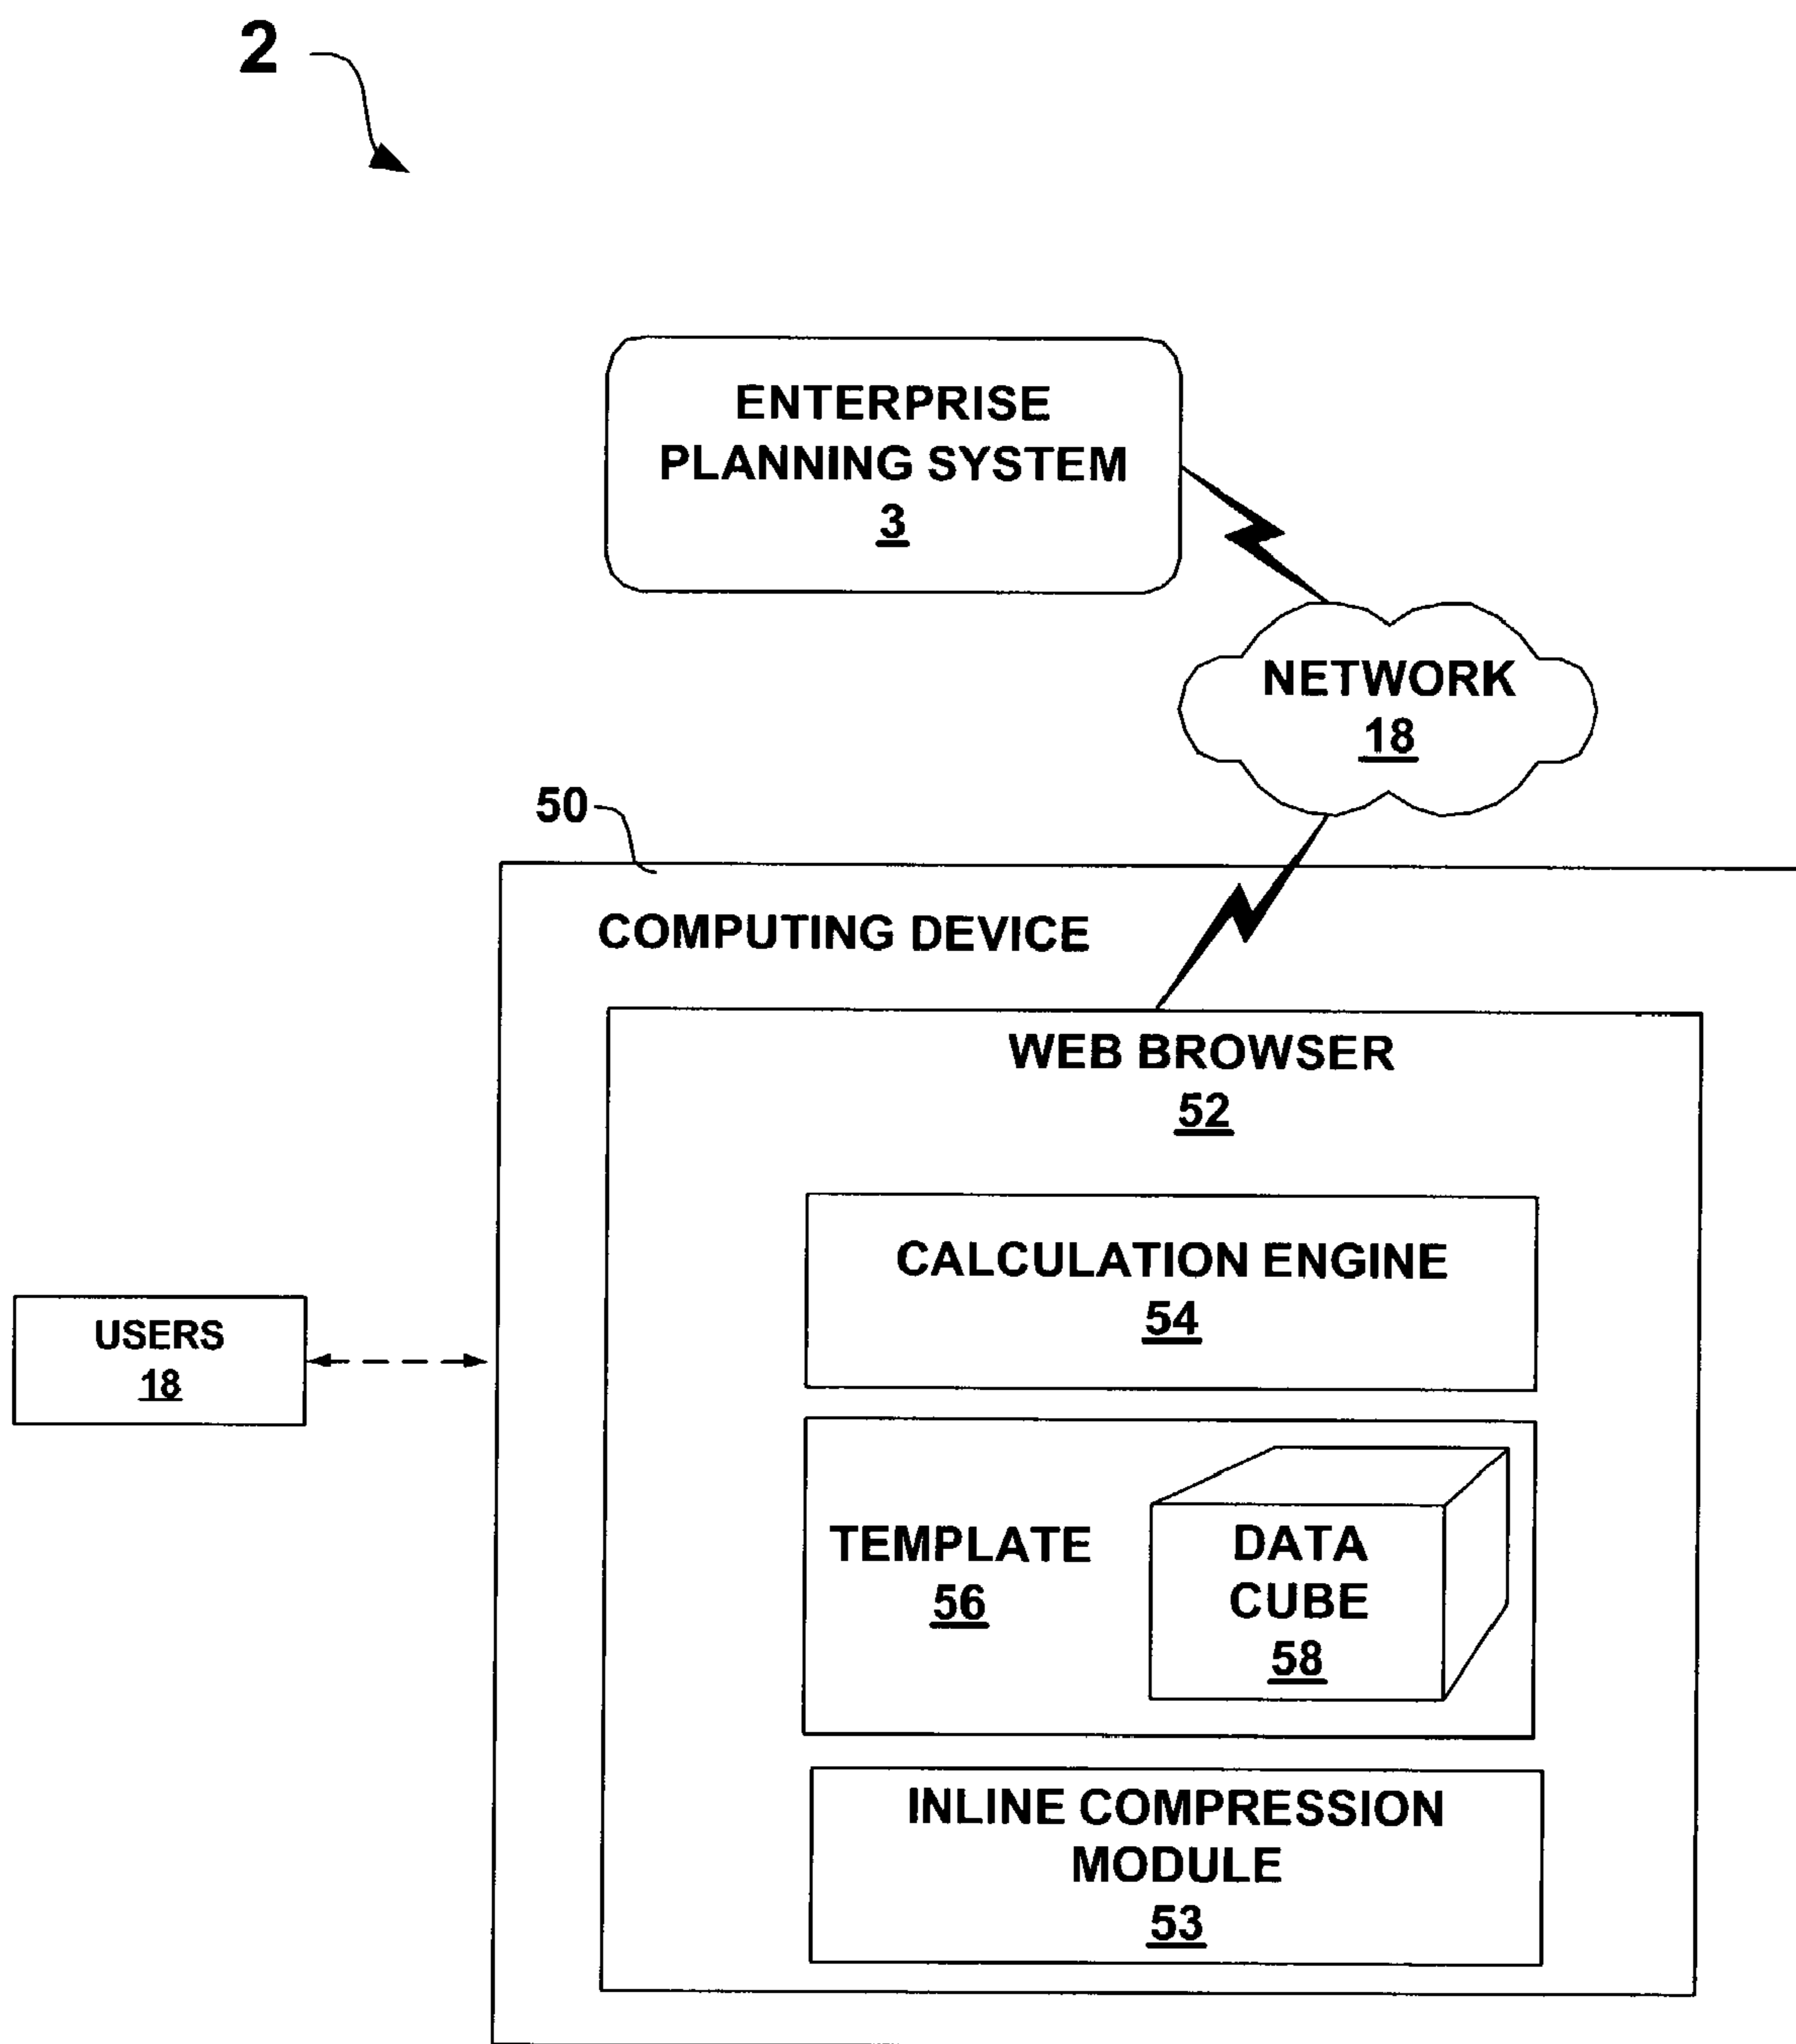 2
ENTERPRISE
PLANNING SYSTEM
3
NETWORK
18
50
COMPUTING DEVICE
WEB BROWSER
52
CALCULATION ENGINE
54
USERS
18
TEMPLATE
56
DATA
CUBE
58
INLINE COMPRESSION
MODULE
53